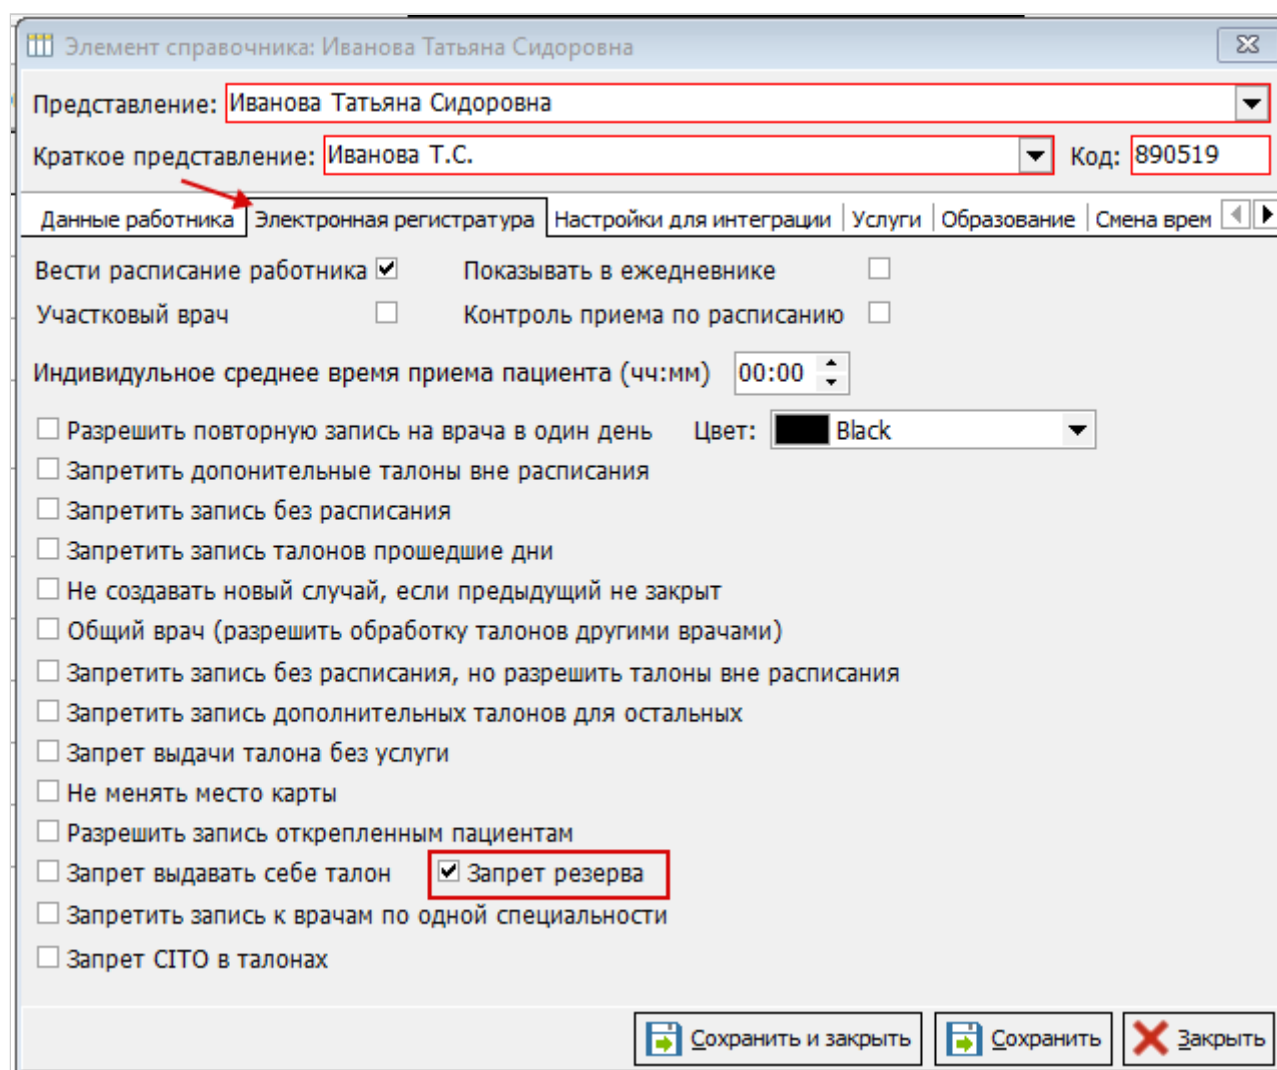 Элемент справочника: Иванова Татьяна Сидоровна
Представление: Иванова Татьяна Сидоровна
Краткое представление: Иванова Т.С. Код: 890519
Данные работника Электронная регистратура Настройки для интеграции Услуги Образование Смена врем
Вести расписание работника Показывать в ежедневнике
Участковый врач Контроль приема по расписанию
Индивидульное среднее время приема пациента (чч:мм) 00:00
Разрешить повторную запись на врача в один день Цвет: Black
Запретить допонительные талоны вне расписания
Запретить запись без расписания
Запретить запись талонов прошедшие дни
Не создавать новый случай, если предыдущий не закрыт
Общий врач (разрешить обработку талонов другими врачами)
Запретить запись без расписания, но разрешить талоны вне расписания
Запретить запись дополнительных талонов для остальных
Запрет выдачи талона без услуги
Не менять место карты
Разрешить запись открепленным пациентам
Запрет выдавать себе талон Запрет резерва
Запретить запись к врачам по одной специальности
Запрет CITO в талонах
Сохранить и закрыть Сохранить Закрыть